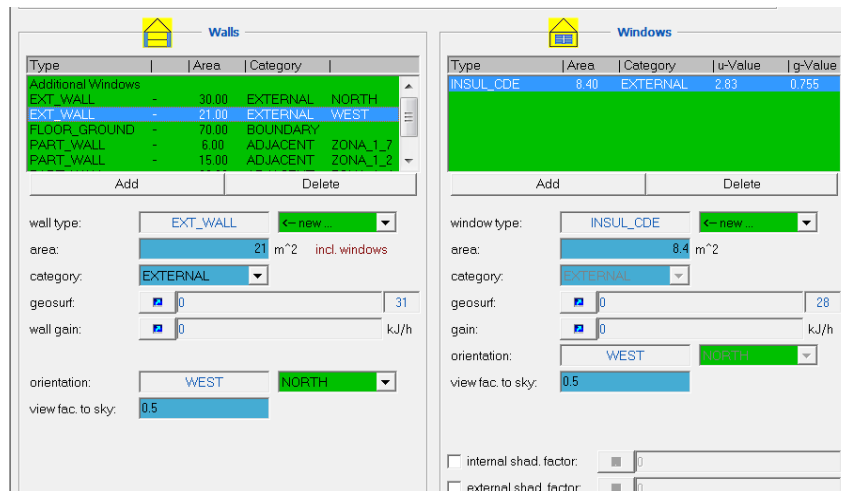 Walls
Type | | Area | Category |
Additional Windows
EXT_WALL - 30.00 EXTERNAL NORTH
EXT_WALL - 21.00 EXTERNAL WEST
FLOOR_GROUND - 70.00 BOUNDARY
PART_WALL - 6.00 ADJACENT ZONA_1_7
PART_WALL - 15.00 ADJACENT ZONA_1_2
Add Delete
wall type: EXT_WALL <-- new ...
area: 21 m^2 incl. windows
category: EXTERNAL
geosurf: 0 31
wall gain: 0 kJ/h
orientation: WEST NORTH
view fac. to sky: 0.5
Windows
Type | Area | Category | u-Value | g-Value
INSUL_CDE 8.40 EXTERNAL 2.83 0.755
Add Delete
window type: INSUL_CDE <-- new ...
area: 8.4 m^2
category: EXTERNAL
geosurf: 0 28
gain: 0 kJ/h
orientation: WEST NORTH
view fac. to sky: 0.5
internal shad. factor: 0
external shad. factor: 0